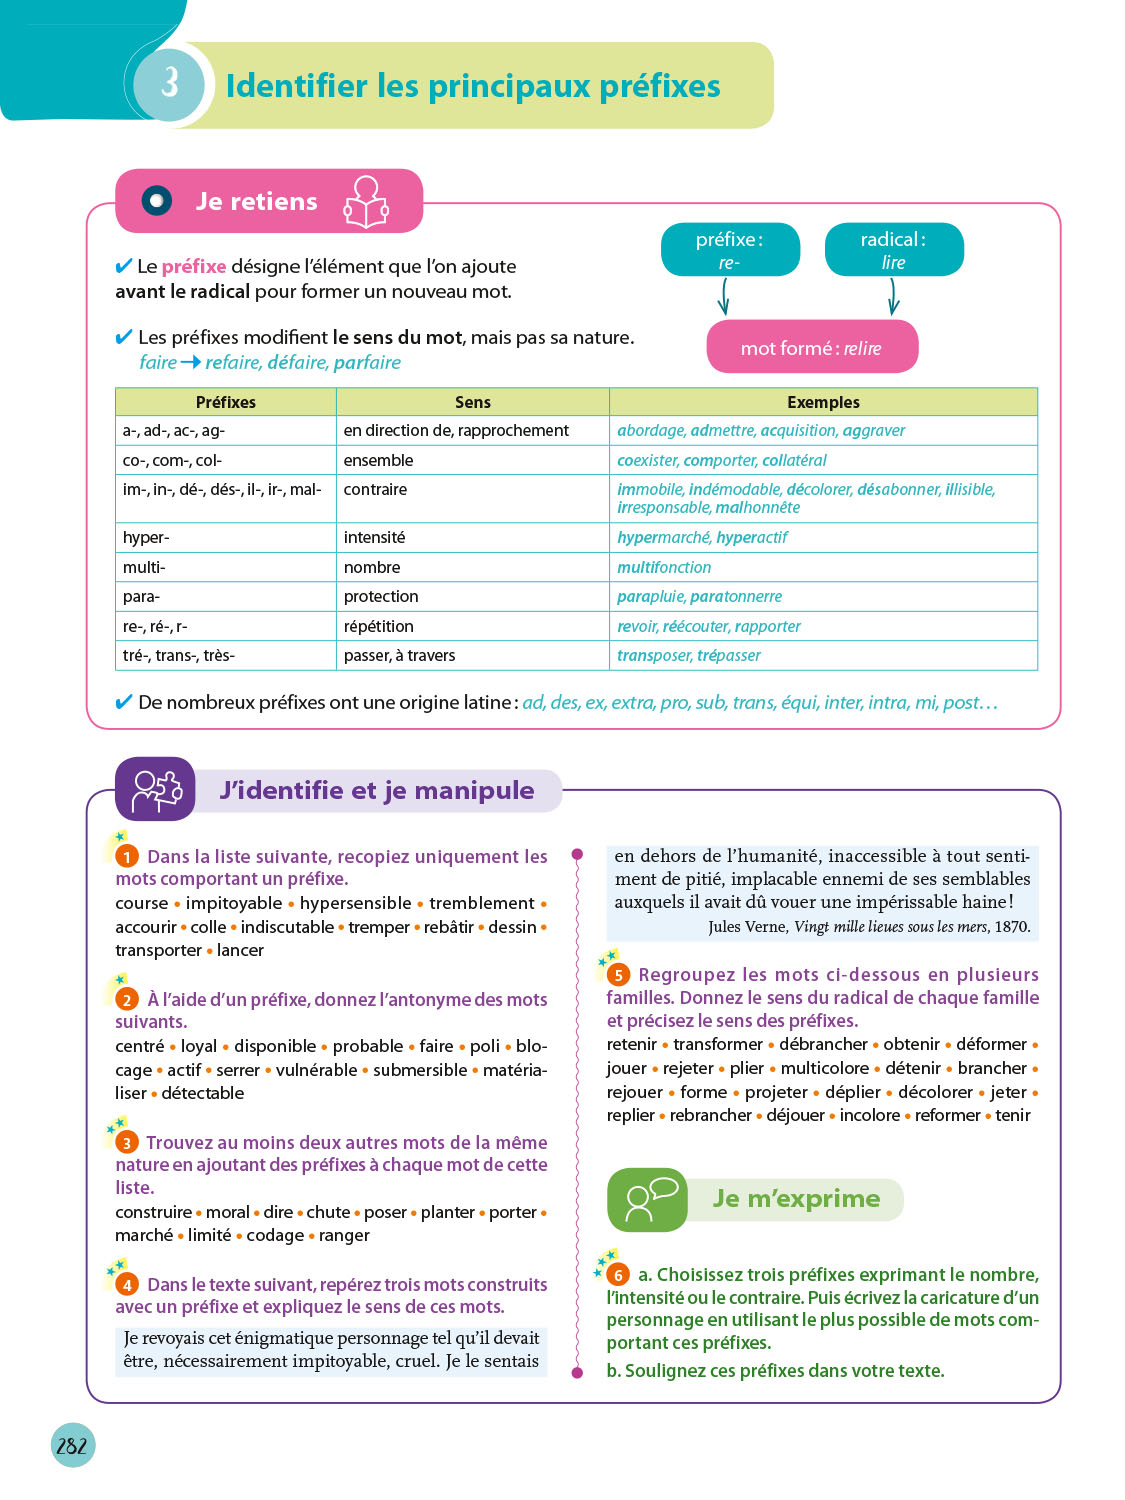 3
Identifier les principaux préfixes
Je retiens
✔ Le préfixe désigne l'élément que l'on ajoute
avant le radical pour former un nouveau mot.
préfixe :
re-
radical :
lire
mot formé : relire
✔ Les préfixes modifient le sens du mot, mais pas sa nature.
faire → refaire, défaire, parfaire
Préfixes Sens Exemples
a-, ad-, ac-, ag- en direction de, rapprochement abordage, admettre, acquisition, aggraver
co-, com-, col- ensemble coexister, comporter, collatéral
im-, in-, dé-, dés-, il-, ir-, mal- contraire immobile, indémodable, décolorer, désabonner, illisible,
irresponsable, malhonnête
hyper- intensité hypermarché, hyperactif
multi- nombre multifonction
para- protection parapluie, paratonnerre
re-, ré-, r- répétition revoir, réécouter, rapporter
tré-, trans-, très- passer, à travers transposer, trépasser
✔ De nombreux préfixes ont une origine latine : ad, des, ex, extra, pro, sub, trans, équi, inter, intra, mi, post…
J'identifie et je manipule
1 Dans la liste suivante, recopiez uniquement les
mots comportant un préfixe.
course • impitoyable • hypersensible • tremblement •
accourir • colle • indiscutable • tremper • rebâtir • dessin •
transporter • lancer
2 À l'aide d'un préfixe, donnez l'antonyme des mots
suivants.
centré • loyal • disponible • probable • faire • poli • blo-
cage • actif • serrer • vulnérable • submersible • matéria-
liser • détectable
3 Trouvez au moins deux autres mots de la même
nature en ajoutant des préfixes à chaque mot de cette
liste.
construire • moral • dire • chute • poser • planter • porter •
marché • limité • codage • ranger
4 Dans le texte suivant, repérez trois mots construits
avec un préfixe et expliquez le sens de ces mots.
Je revoyais cet énigmatique personnage tel qu'il devait
être, nécessairement impitoyable, cruel. Je le sentais
en dehors de l'humanité, inaccessible à tout senti-
ment de pitié, implacable ennemi de ses semblables
auxquels il avait dû vouer une impérissable haine !
Jules Verne, Vingt mille lieues sous les mers, 1870.
5 Regroupez les mots ci-dessous en plusieurs
familles. Donnez le sens du radical de chaque famille
et précisez le sens des préfixes.
retenir • transformer • débrancher • obtenir • déformer •
jouer • rejeter • plier • multicolore • détenir • brancher •
rejouer • forme • projeter • déplier • décolorer • jeter •
replier • rebrancher • déjouer • incolore • reformer • tenir
Je m'exprime
6 a. Choisissez trois préfixes exprimant le nombre,
l'intensité ou le contraire. Puis écrivez la caricature d'un
personnage en utilisant le plus possible de mots com-
portant ces préfixes.
b. Soulignez ces préfixes dans votre texte.
282